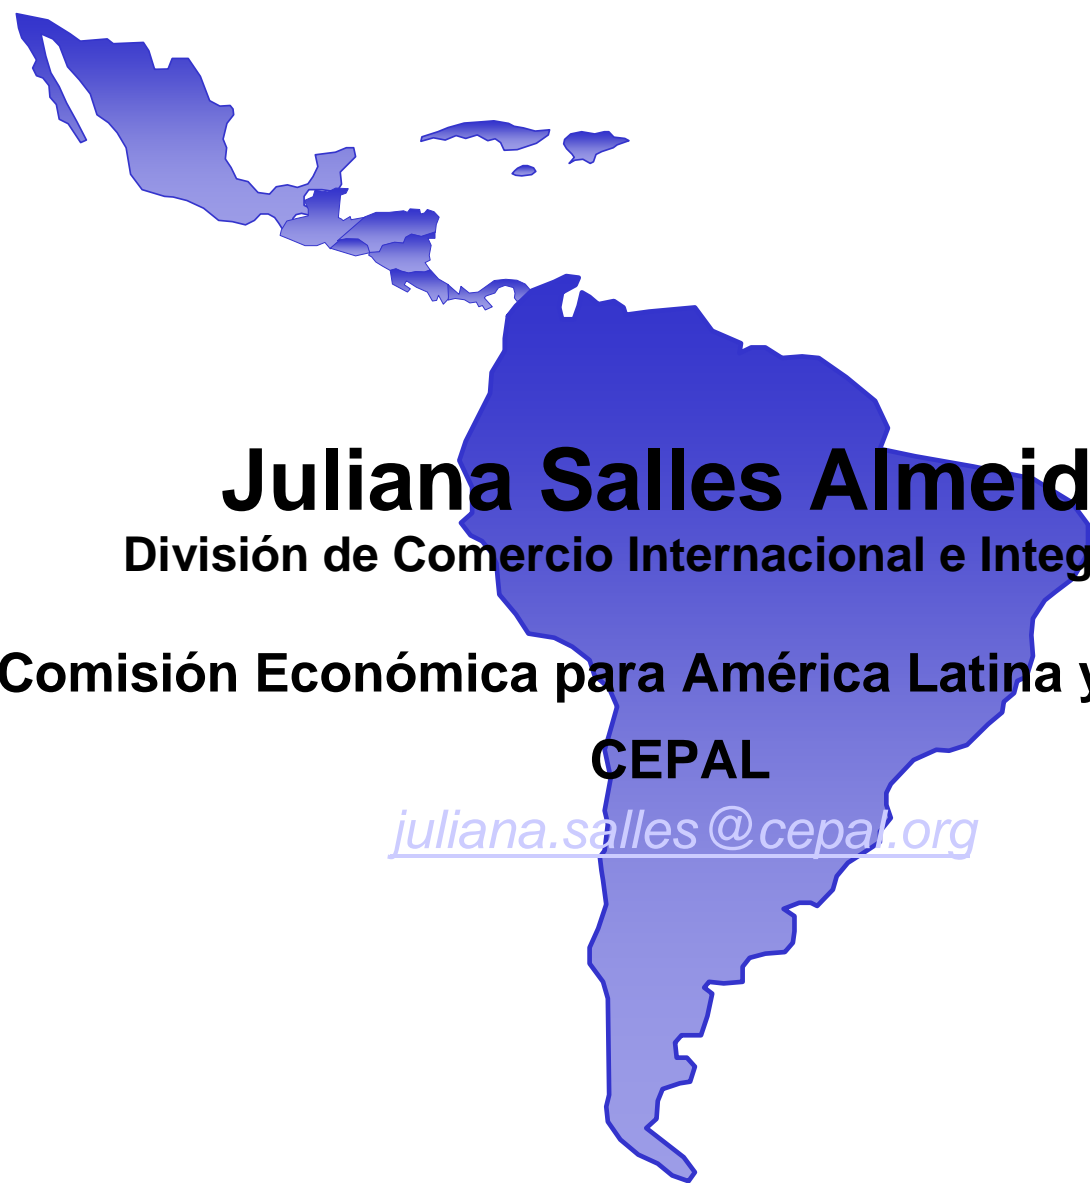 Juliana Salles Almeid
División de Comercio Internacional e Integ
Comisión Económica para América Latina y
CEPAL
juliana.salles@cepal.org